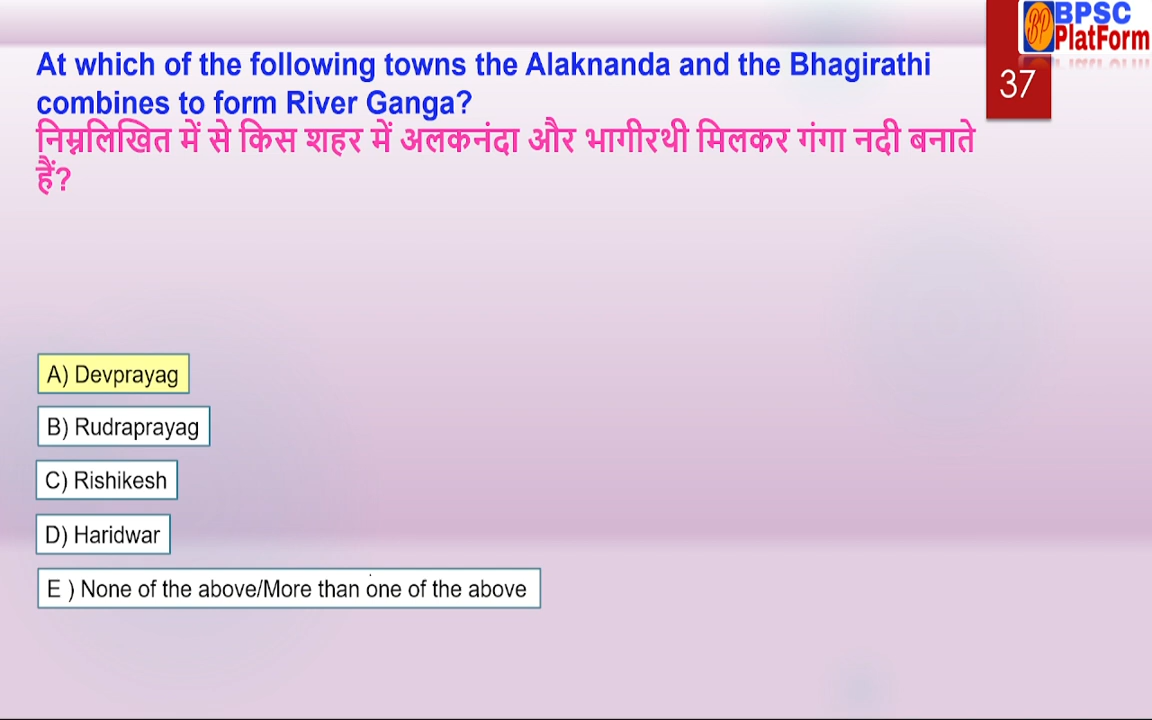 BPSC
PlatForm
37
At which of the following towns the Alaknanda and the Bhagirathi
combines to form River Ganga?
निम्नलिखित में से किस शहर में अलकनंदा और भागीरथी मिलकर गंगा नदी बनाते
हैं?
A) Devprayag
B) Rudraprayag
C) Rishikesh
D) Haridwar
E ) None of the above/More than one of the above